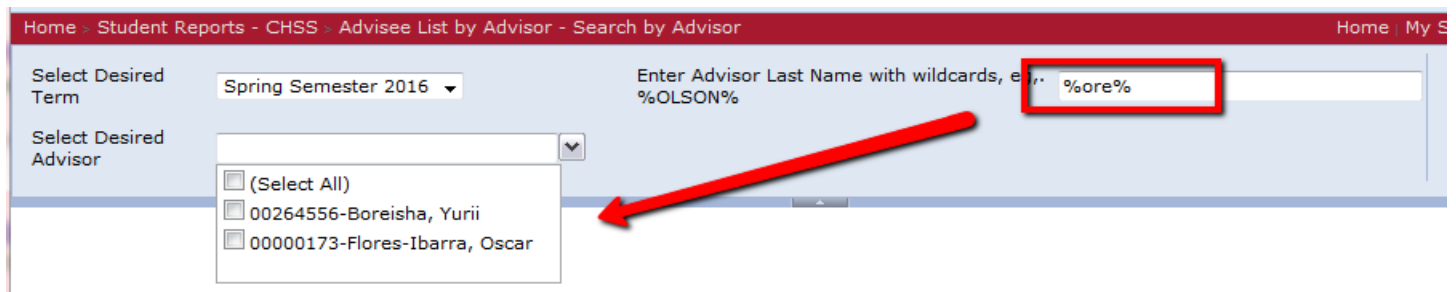 Home > Student Reports - CHSS > Advisee List by Advisor - Search by Advisor Home | My S
Select Desired Term
Spring Semester 2016
Enter Advisor Last Name with wildcards, eg,.
%OLSON%
%ore%
Select Desired Advisor
(Select All)
00264556-Boreisha, Yurii
00000173-Flores-Ibarra, Oscar